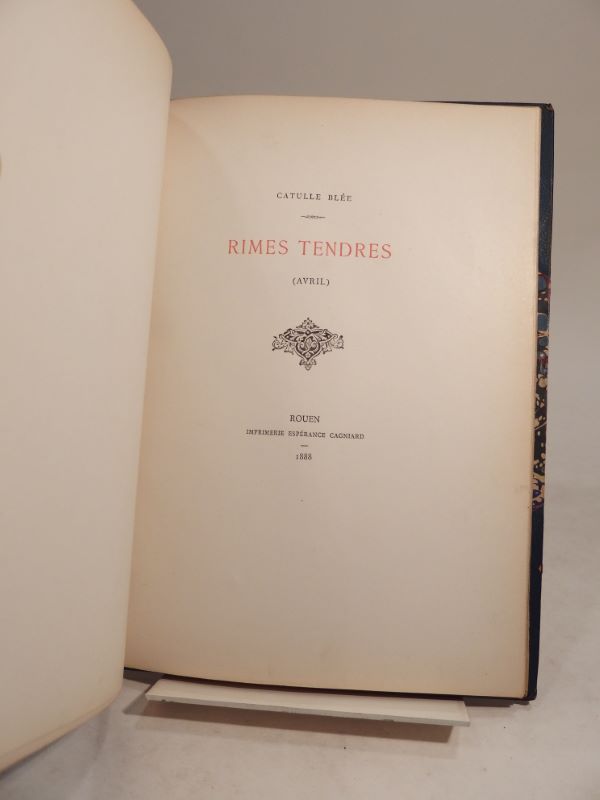 CATULLE BLÉE
RIMES TENDRES
(AVRIL)
ROUEN
IMPRIMERIE ESPÉRANCE CAGNIARD
1888